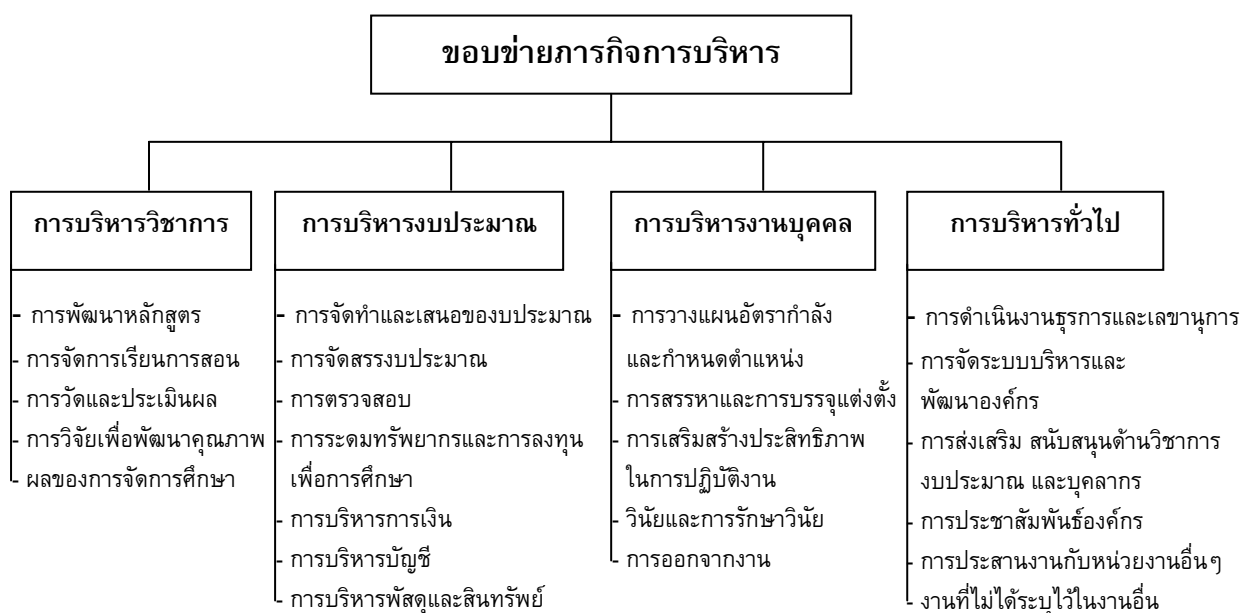 ขอบข่ายภารกิจการบริหาร
การบริหารวิชาการ
- การพัฒนาหลักสูตร
- การจัดการเรียนการสอน
- การวัดและประเมินผล
- การวิจัยเพื่อพัฒนาคุณภาพ
- ผลของการจัดการศึกษา
การบริหารงบประมาณ
- การจัดทำและเสนอของบประมาณ
- การจัดสรรงบประมาณ
- การตรวจสอบ
- การระดมทรัพยากรและการลงทุน
เพื่อการศึกษา
- การบริหารการเงิน
- การบริหารบัญชี
- การบริหารพัสดุและสินทรัพย์
การบริหารงานบุคคล
- การวางแผนอัตรากำลัง
และกำหนดตำแหน่ง
- การสรรหาและการบรรจุแต่งตั้ง
- การเสริมสร้างประสิทธิภาพ
ในการปฏิบัติงาน
- วินัยและการรักษาวินัย
- การออกจากงาน
การบริหารทั่วไป
- การดำเนินงานธุรการและเลขานุการ
- การจัดระบบบริหารและ
พัฒนาองค์กร
- การส่งเสริม สนับสนุนด้านวิชาการ
งบประมาณ และบุคลากร
- การประชาสัมพันธ์องค์กร
- การประสานงานกับหน่วยงานอื่นๆ
- งานที่ไม่ได้ระบุไว้ในงานอื่น